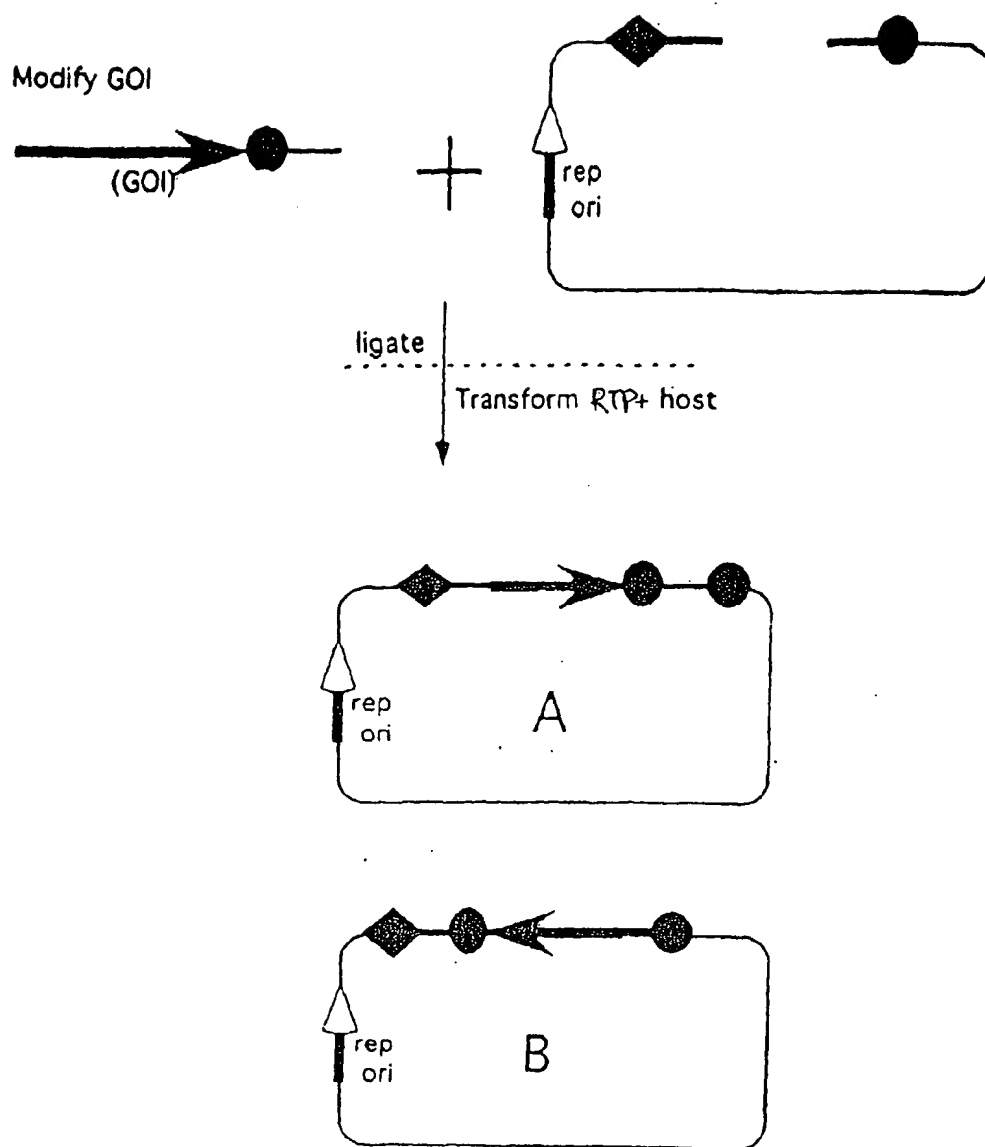 Modify GOI
(GOI)
rep
ori
ligate
Transform RTP+ host
rep
ori
A
rep
ori
B